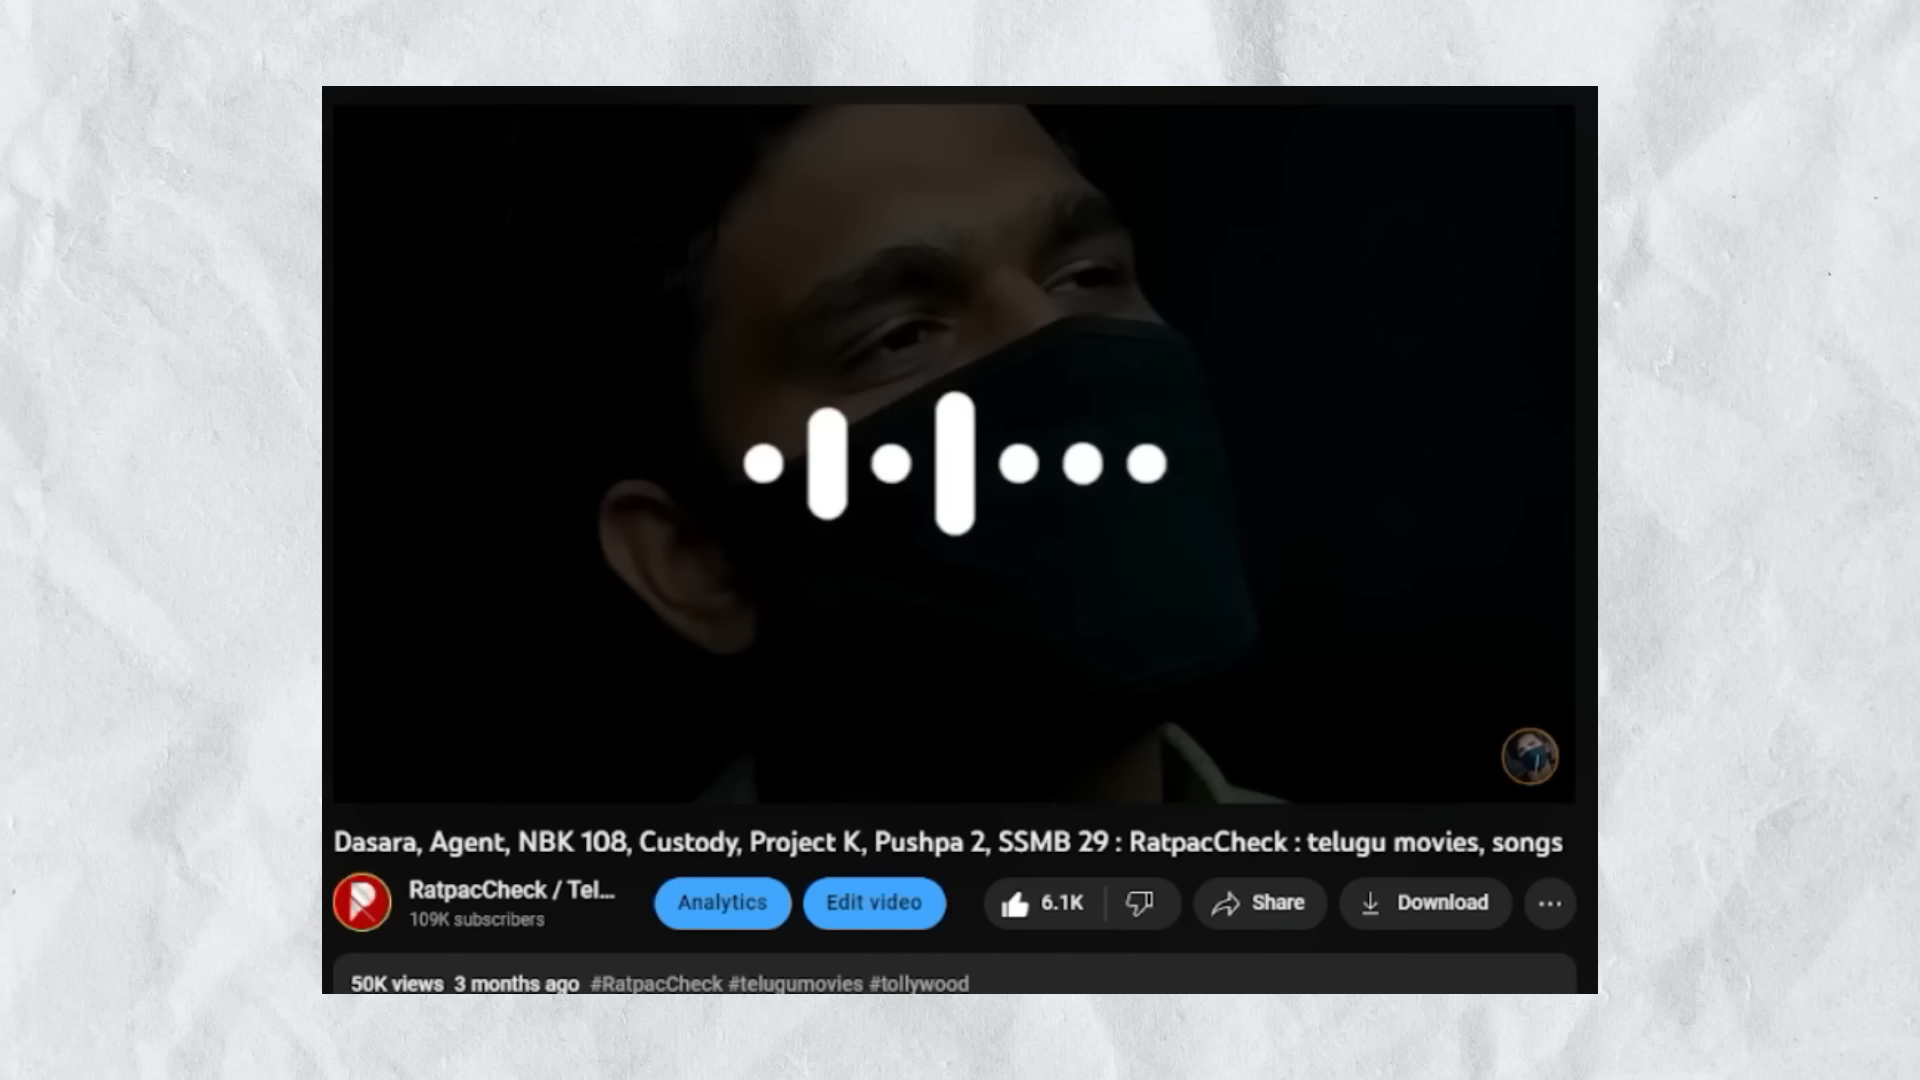 Dasara, Agent, NBK 108, Custody, Project K, Pushpa 2, SSMB 29 : RatpacCheck : telugu movies, songs
RatpacCheck / Tel...
109K subscribers
Analytics
Edit video
6.1K
Share
Download
50K views 3 months ago #RatpacCheck #telugumovies #tollywood